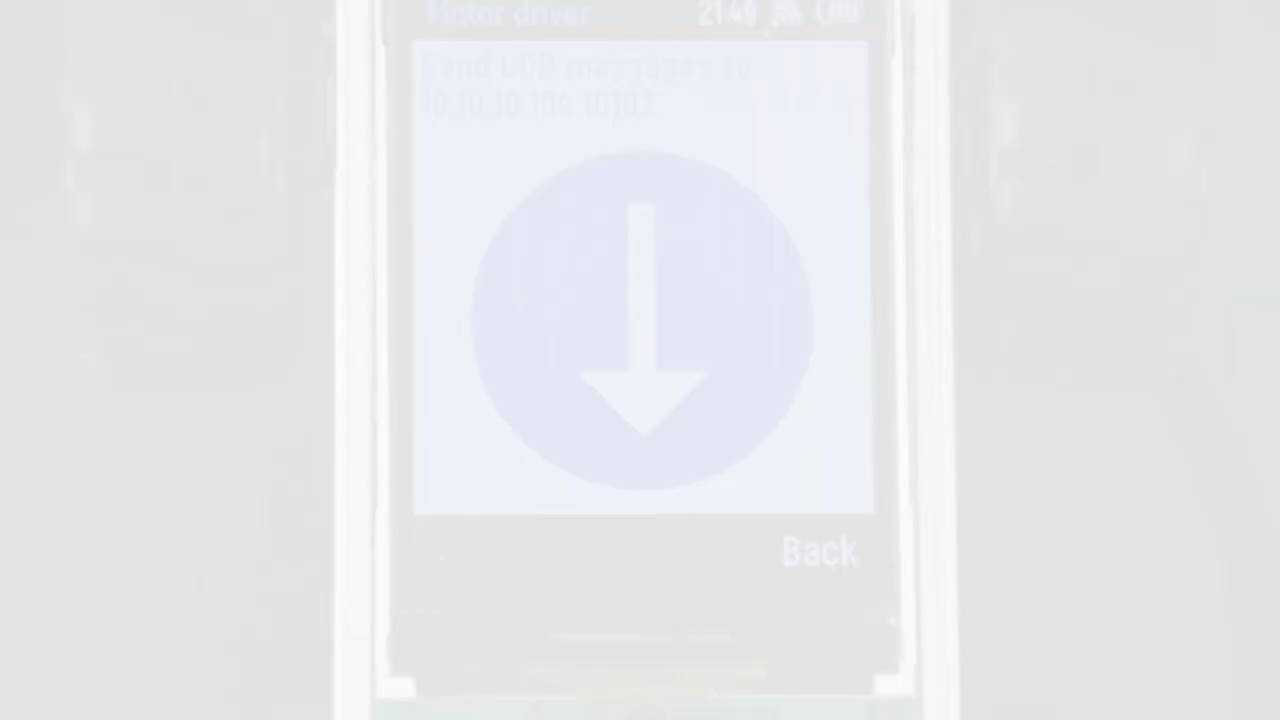 Motor driver 21:49
Send UDP messages to
10.10.10.104:10102
Back